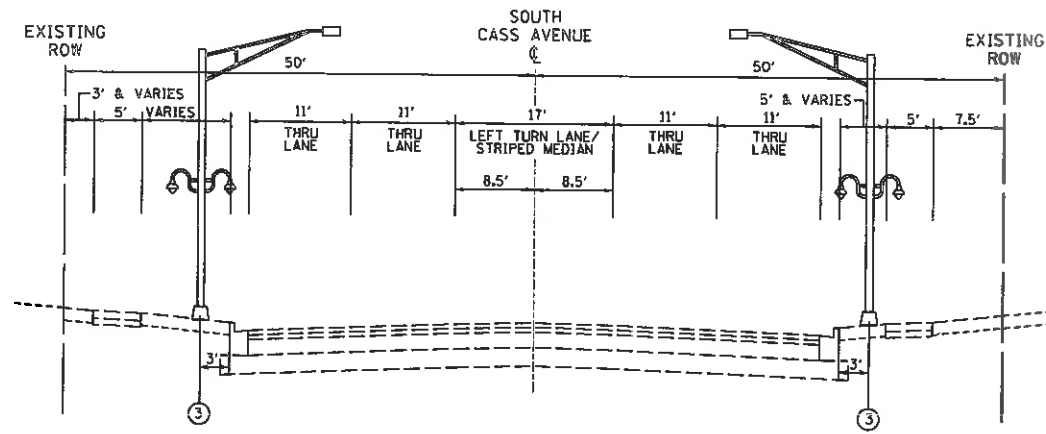 SOUTH
CASS AVENUE
℄
EXISTING
ROW
EXISTING
ROW
50'
50'
3' & VARIES
5' & VARIES
5'
VARIES
11'
11'
17'
11'
11'
5'
7.5'
THRU
LANE
THRU
LANE
LEFT TURN LANE/
STRIPED MEDIAN
THRU
LANE
THRU
LANE
8.5'
8.5'
3'
3'
3
3